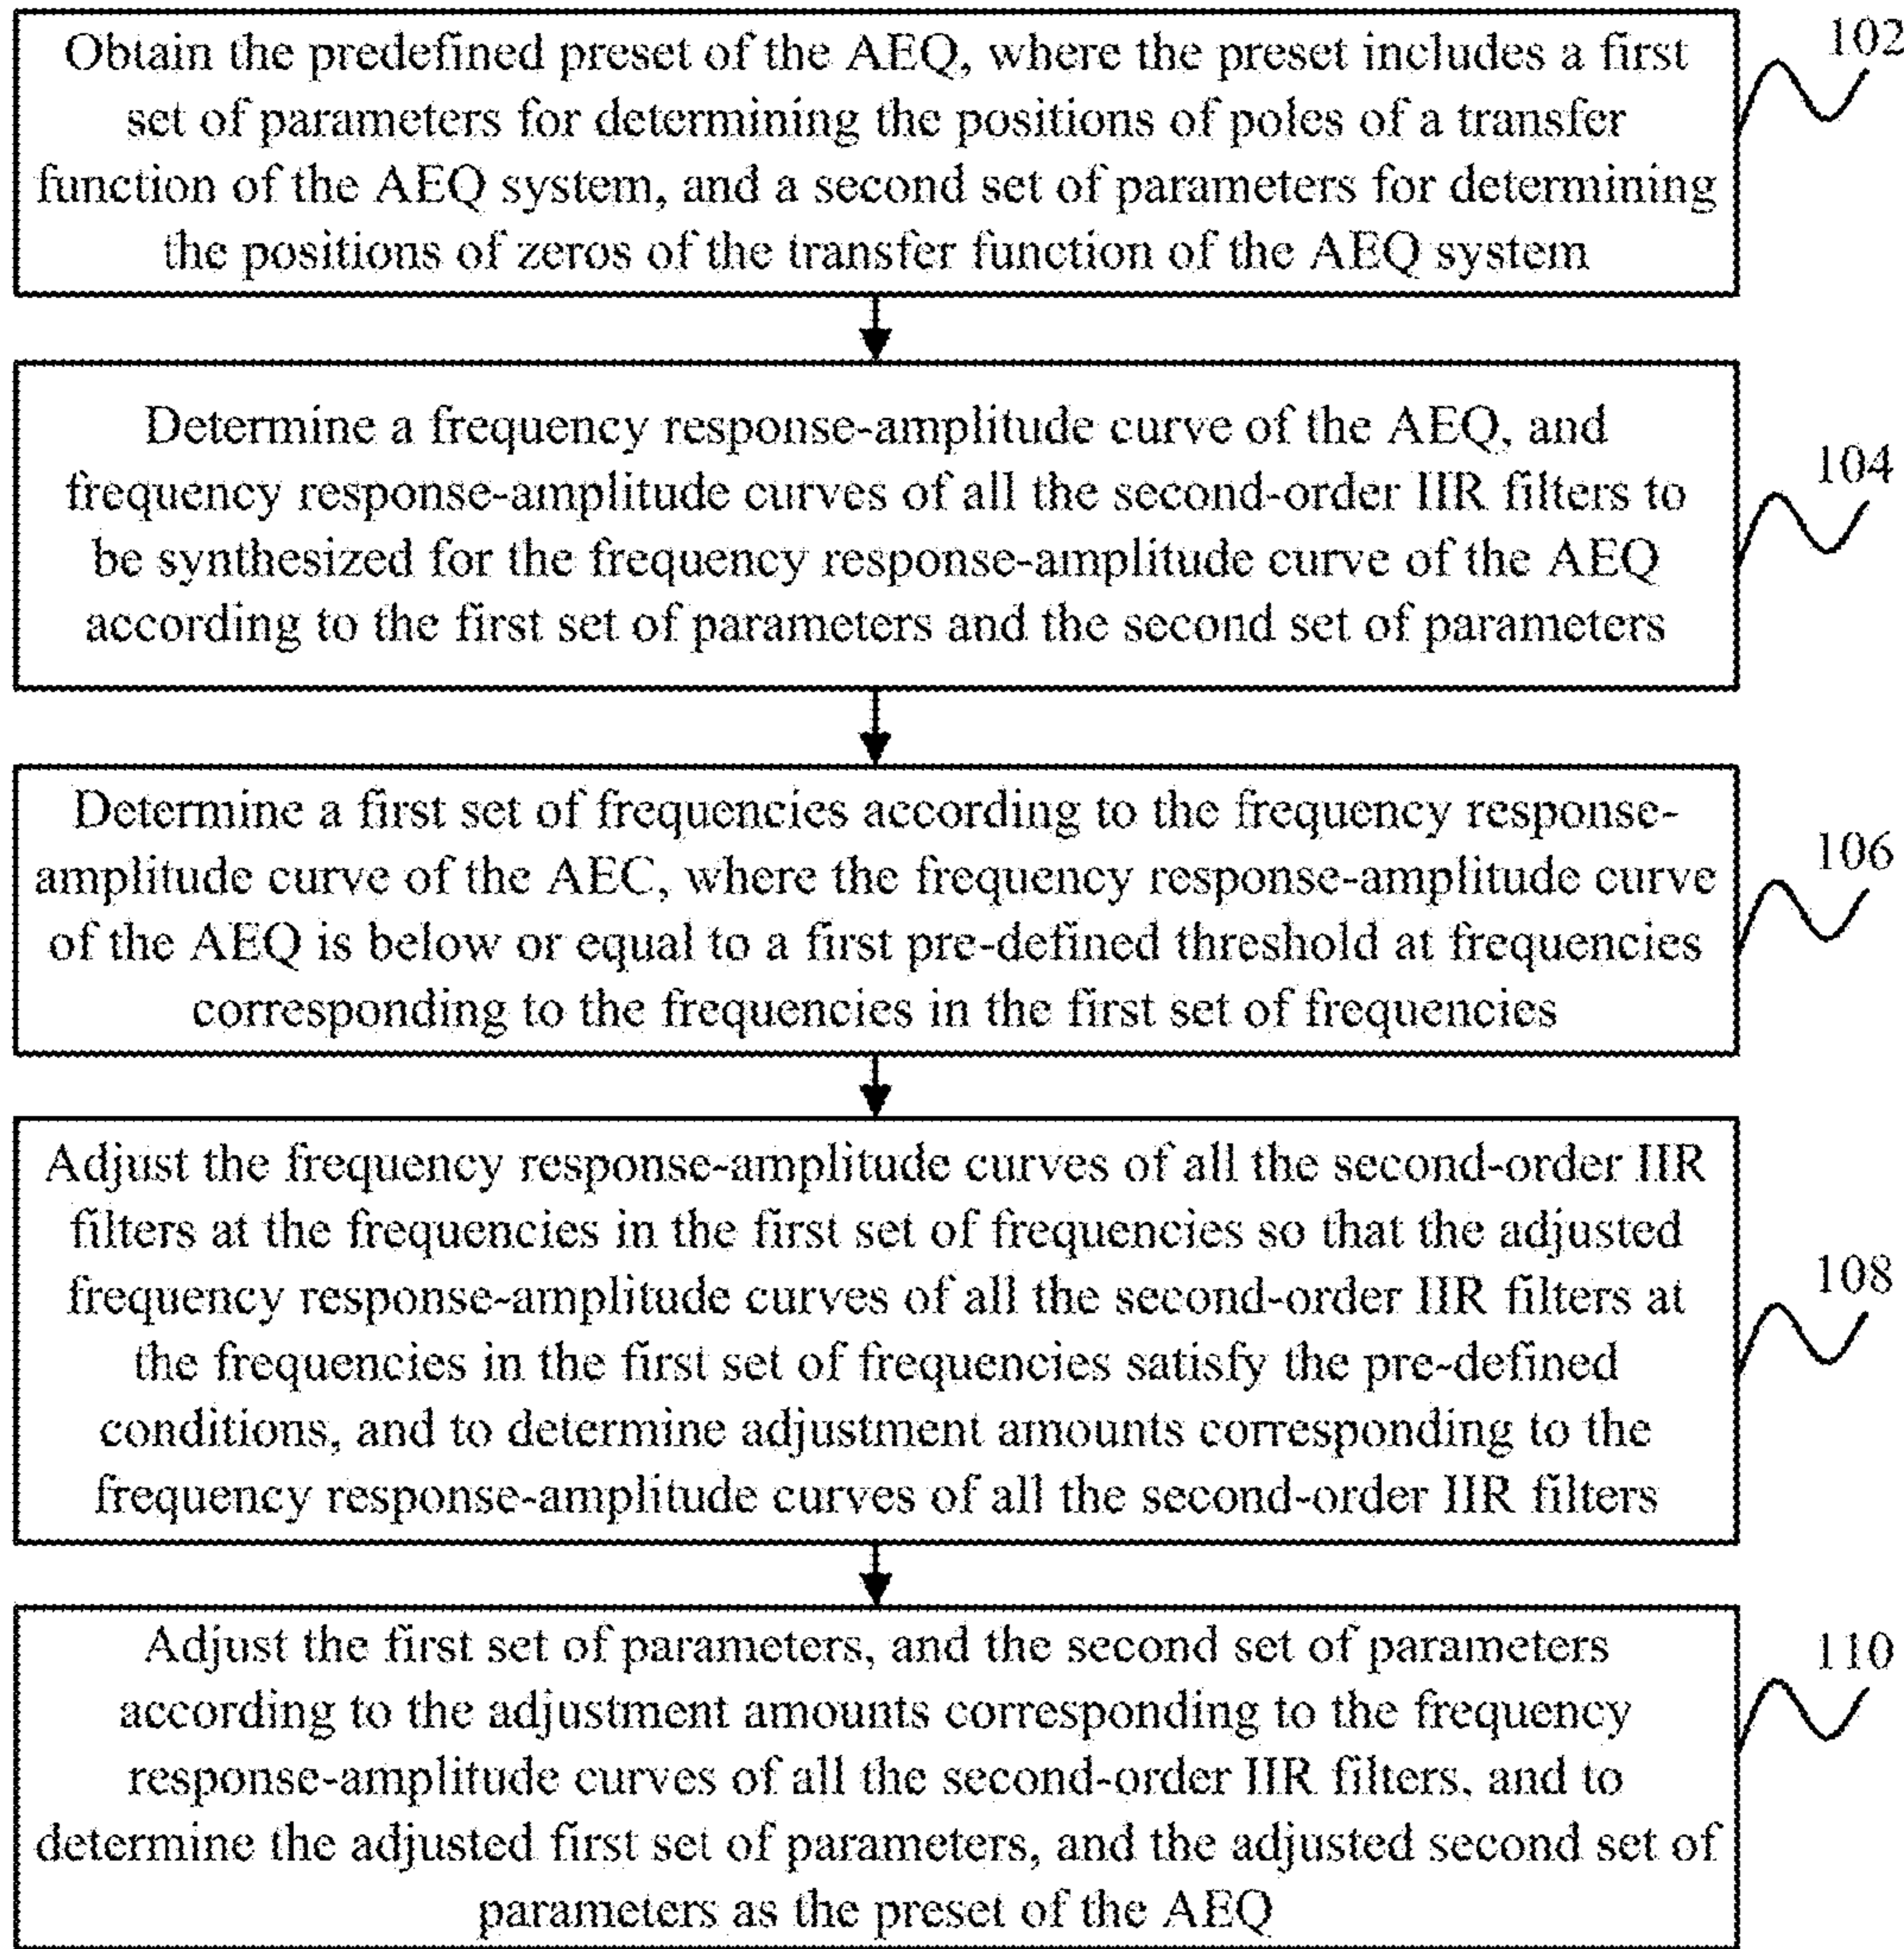 Obtain the predefined preset of the AEQ, where the preset includes a first
set of parameters for determining the positions of poles of a transfer
function of the AEQ system, and a second set of parameters for determining
the positions of zeros of the transfer function of the AEQ system
102
Determine a frequency response-amplitude curve of the AEQ, and
frequency response-amplitude curves of all the second-order IIR filters to
be synthesized for the frequency response-amplitude curve of the AEQ
according to the first set of parameters and the second set of parameters
104
Determine a first set of frequencies according to the frequency response-
amplitude curve of the AEC, where the frequency response-amplitude curve
of the AEQ is below or equal to a first pre-defined threshold at frequencies
corresponding to the frequencies in the first set of frequencies
106
Adjust the frequency response-amplitude curves of all the second-order IIR
filters at the frequencies in the first set of frequencies so that the adjusted
frequency response-amplitude curves of all the second-order IIR filters at
the frequencies in the first set of frequencies satisfy the pre-defined
conditions, and to determine adjustment amounts corresponding to the
frequency response-amplitude curves of all the second-order IIR filters
108
Adjust the first set of parameters, and the second set of parameters
according to the adjustment amounts corresponding to the frequency
response-amplitude curves of all the second-order IIR filters, and to
determine the adjusted first set of parameters, and the adjusted second set of
parameters as the preset of the AEQ
110